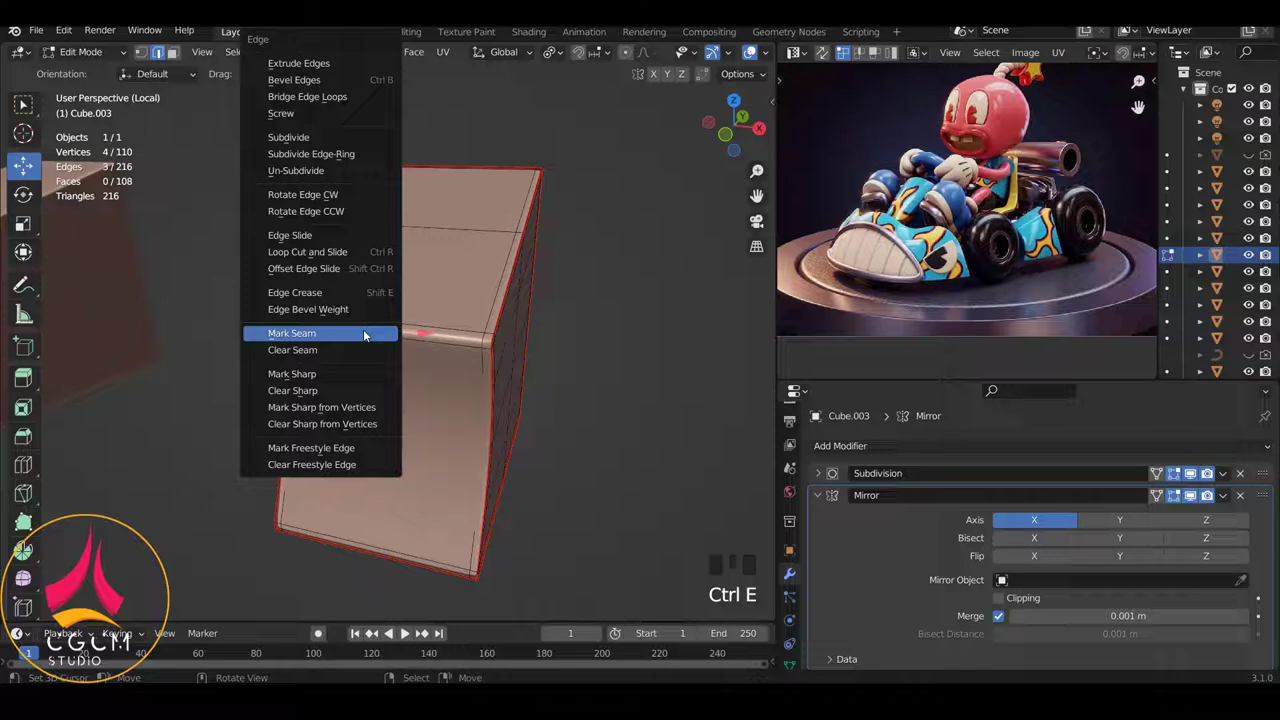 File Edit Render Window Help
Texture Paint Shading Animation Rendering Compositing Geometry Nodes Scripting
Scene
ViewLayer
Edit Mode View
Face UV
Global
View Select Image UV
Orientation: Default Drag:
X Y Z Options
User Perspective (Local)
(1) Cube.003
Objects 1/1
Vertices 4/110
Edges 3/216
Faces 0/108
Triangles 216
Edge
Extrude Edges
Bevel Edges Ctrl B
Bridge Edge Loops
Screw
Subdivide
Subdivide Edge-Ring
Un-Subdivide
Rotate Edge CW
Rotate Edge CCW
Edge Slide
Loop Cut and Slide Ctrl R
Offset Edge Slide Shift Ctrl R
Edge Crease Shift E
Edge Bevel Weight
Mark Seam
Clear Seam
Mark Sharp
Clear Sharp
Mark Sharp from Vertices
Clear Sharp from Vertices
Mark Freestyle Edge
Clear Freestyle Edge
Z
X
Scene
Co
Cube.003 > Mirror
Add Modifier
Subdivision
Mirror
Axis X Y Z
Bisect X Y Z
Flip X Y Z
Mirror Object
Clipping
Merge 0.001 m
Bisect Distance 0.001 m
Data
Ctrl E
Playback Keying View Marker
1 Start 1 End 250
1 20 40 60 80 100 120 140 160 180 200 220 240
CGCM
STUDIO
Set 3D Cursor Move Rotate View Select Move
3.1.0